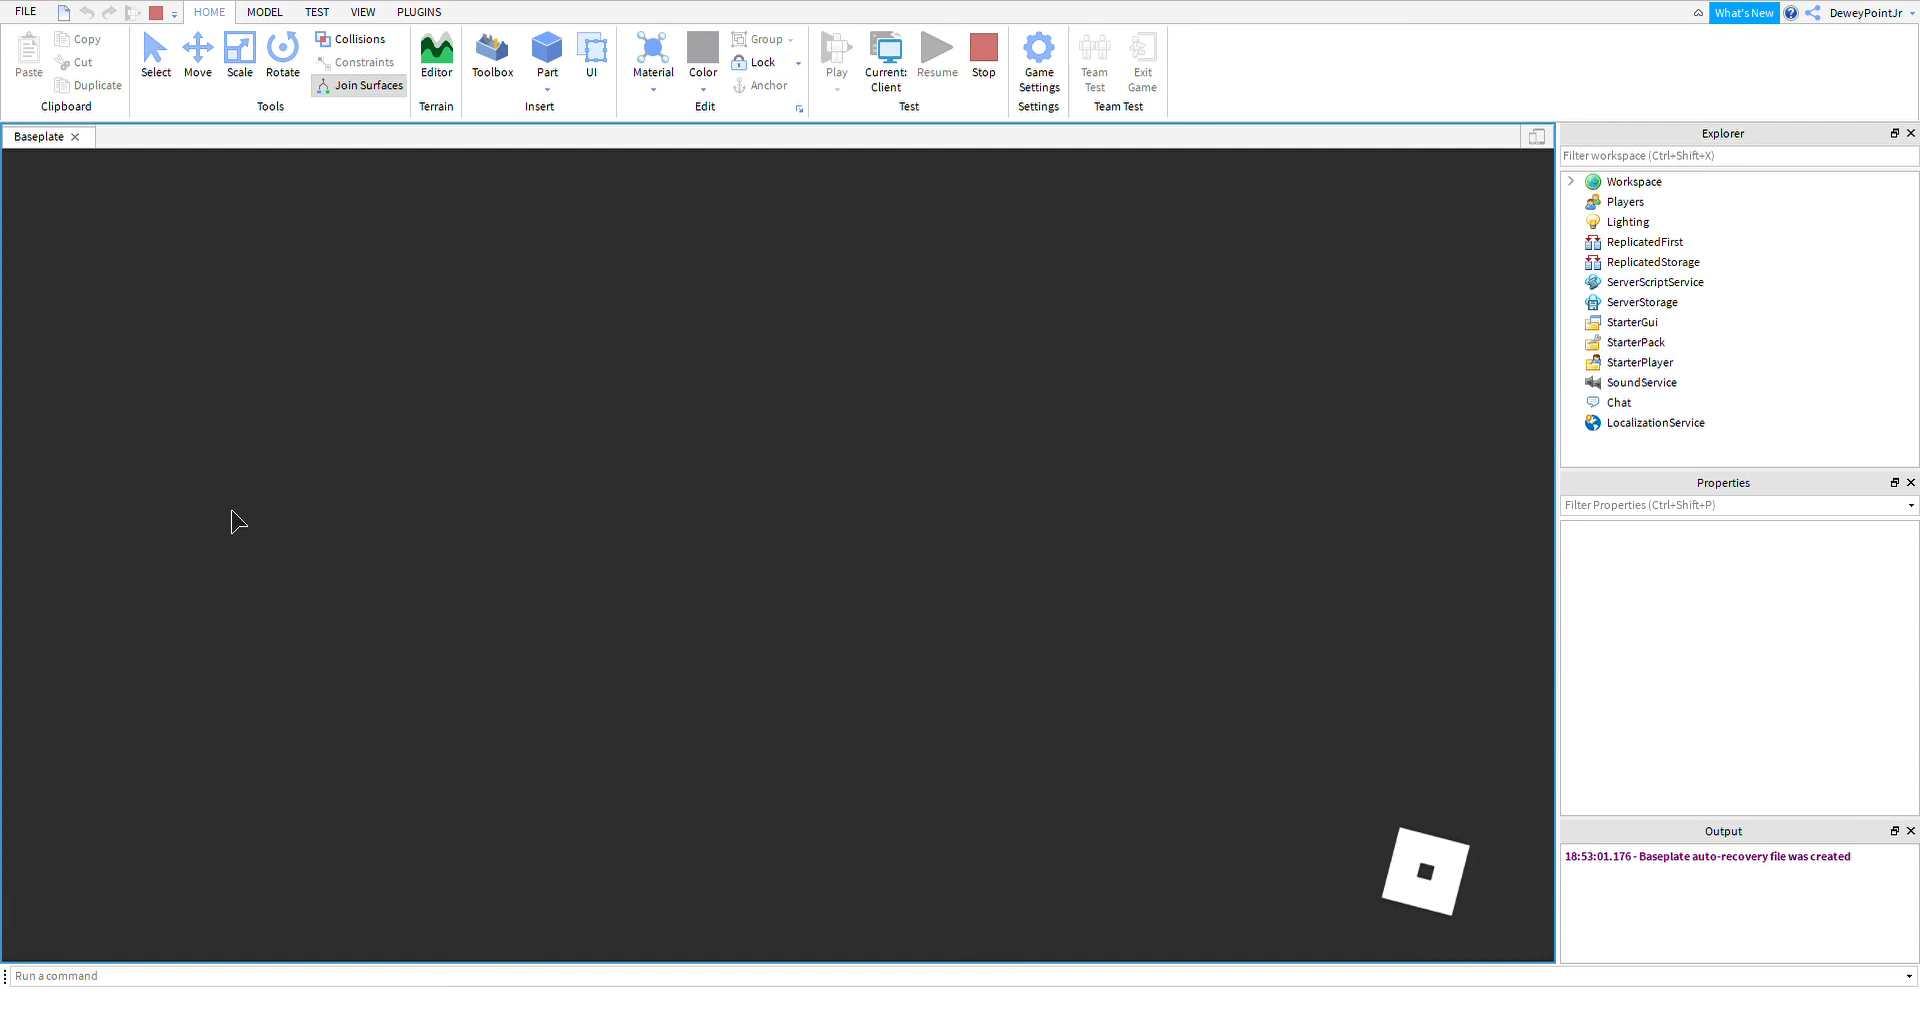 FILE HOME MODEL TEST VIEW PLUGINS What's New DeweyPointJr
Paste Copy Cut Duplicate
Clipboard
Select Move Scale Rotate Collisions Constraints Join Surfaces
Tools
Editor
Terrain
Toolbox Part UI
Insert
Material Color Group Lock Anchor
Edit
Play Current: Client Resume Stop
Test
Game Settings
Settings
Team Test Exit Game
Team Test
Baseplate
Explorer
Filter workspace (Ctrl+Shift+X)
Workspace
Players
Lighting
ReplicatedFirst
ReplicatedStorage
ServerScriptService
ServerStorage
StarterGui
StarterPack
StarterPlayer
SoundService
Chat
LocalizationService
Properties
Filter Properties (Ctrl+Shift+P)
Output
18:53:01.176 - Baseplate auto-recovery file was created
Run a command